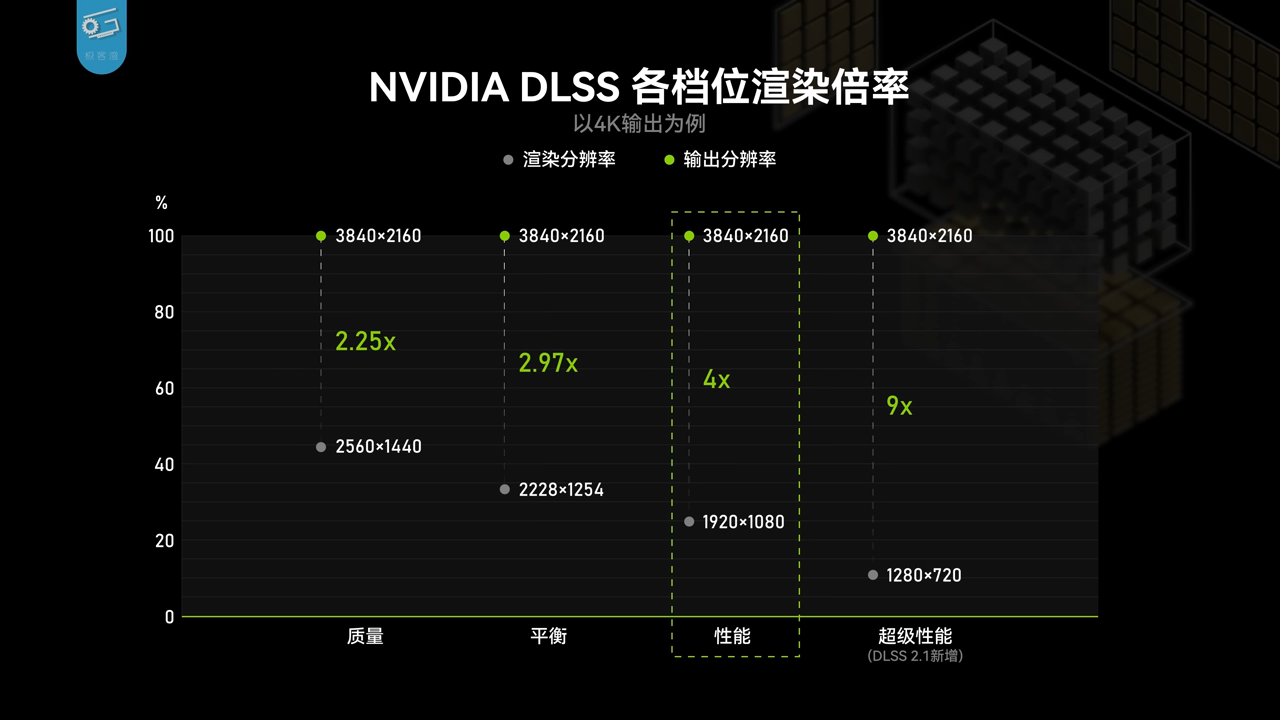 极客湾
NVIDIA DLSS 各档位渲染倍率
以4K输出为例
渲染分辨率 输出分辨率
%
100 3840×2160 3840×2160 3840×2160 3840×2160
80
2.25x
2.97x
4x
60
9x
2560×1440
40
2228×1254
1920×1080
20
1280×720
0
质量 平衡 性能 超级性能
(DLSS 2.1新增)